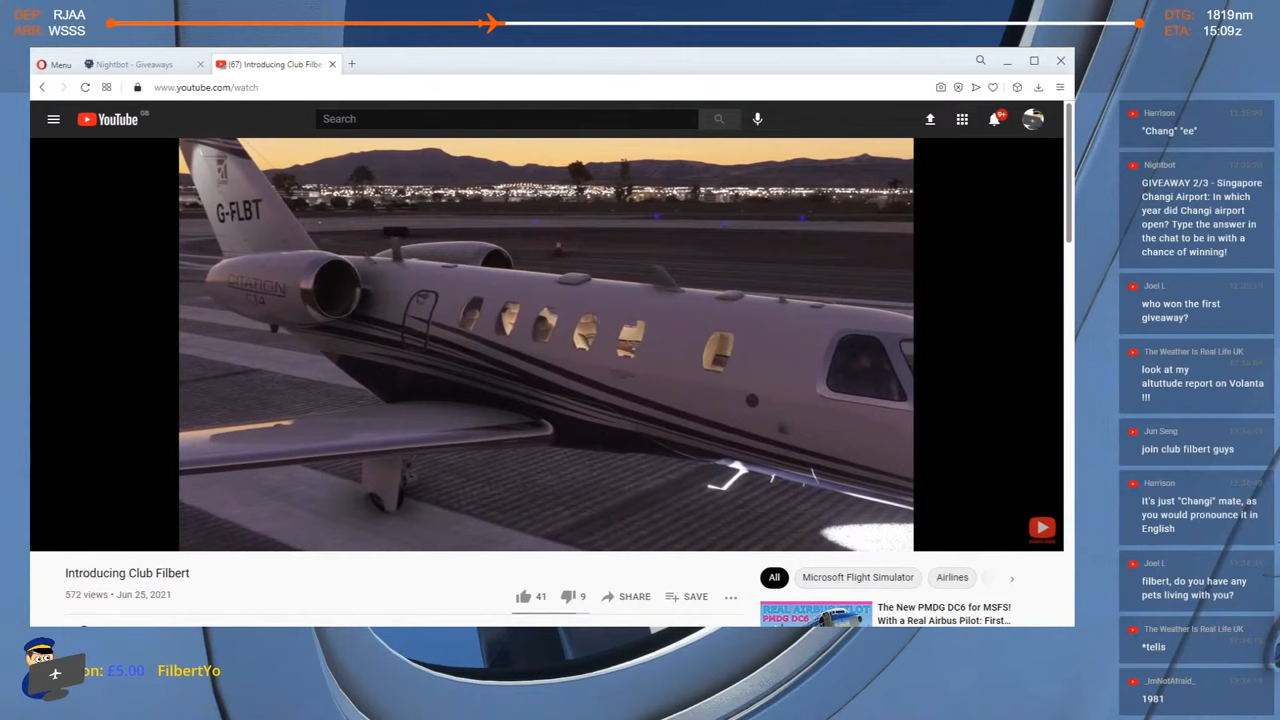 DEP: RJAA
ARR: WSSS
DTG: 1819nm
ETA: 15:09z
Menu
Nightbot - Giveaways
(67) Introducing Club Filbe
www.youtube.com/watch
YouTube GB
Search
9+
G-FLBT
CITATION
Introducing Club Filbert
572 views • Jun 25, 2021
41
9
SHARE
SAVE
All
Microsoft Flight Simulator
Airlines
REAL AIRBUS PILOT
PMDG DC6
The New PMDG DC6 for MSFS!
With a Real Airbus Pilot: First...
on: £5.00 FilbertYo
Harrison
"Chang" "ee"
Nightbot
GIVEAWAY 2/3 - Singapore
Changi Airport: In which
year did Changi airport
open? Type the answer in
the chat to be in with a
chance of winning!
Joel L
who won the first
giveaway?
The Weather Is Real Life UK
look at my
altuttude report on Volanta
!!!
Jun Seng
join club filbert guys
Harrison
It's just "Changi" mate, as
you would pronounce it in
English
Joel L
filbert, do you have any
pets living with you?
The Weather Is Real Life UK
*tells
_ImNotAfraid_
1981